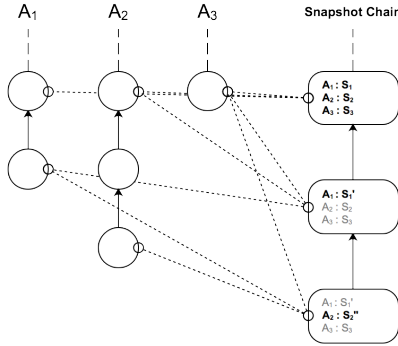 A₁ A₂ A₃ Snapshot Chain
A₁ : S₁
A₂ : S₂
A₃ : S₃
A₁ : S₁'
A₂ : S₂
A₃ : S₃
A₁ : S₁'
A₂ : S₂''
A₃ : S₃